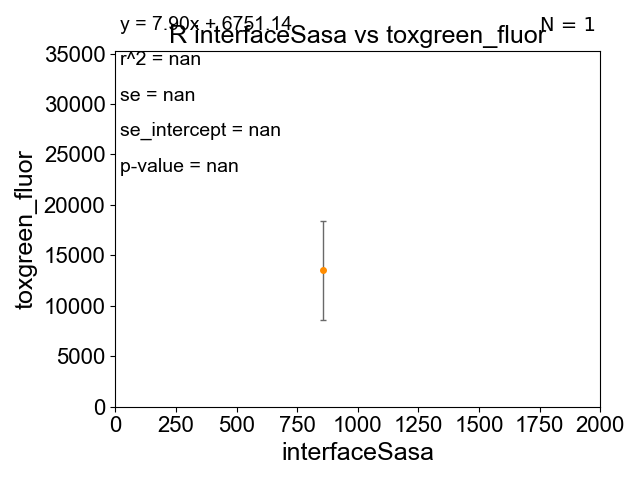 y = 7.90x + 6751.14
N = 1
R interfaceSasa vs toxgreen_fluor
r^2 = nan
se = nan
se_intercept = nan
p-value = nan
toxgreen_fluor
35000
30000
25000
20000
15000
10000
5000
0
0 250 500 750 1000 1250 1500 1750 2000
interfaceSasa